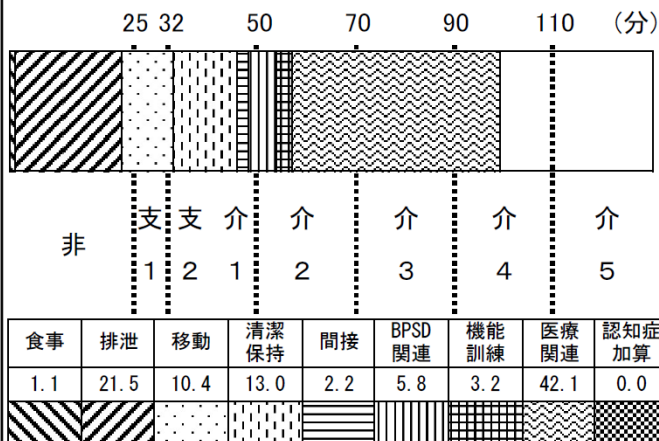 25 32 50 70 90 110 (分)
非 支1 支2 介1 介2 介3 介4 介5
食事 排泄 移動 清潔保持 間接 BPSD関連 機能訓練 医療関連 認知症加算
1.1 21.5 10.4 13.0 2.2 5.8 3.2 42.1 0.0